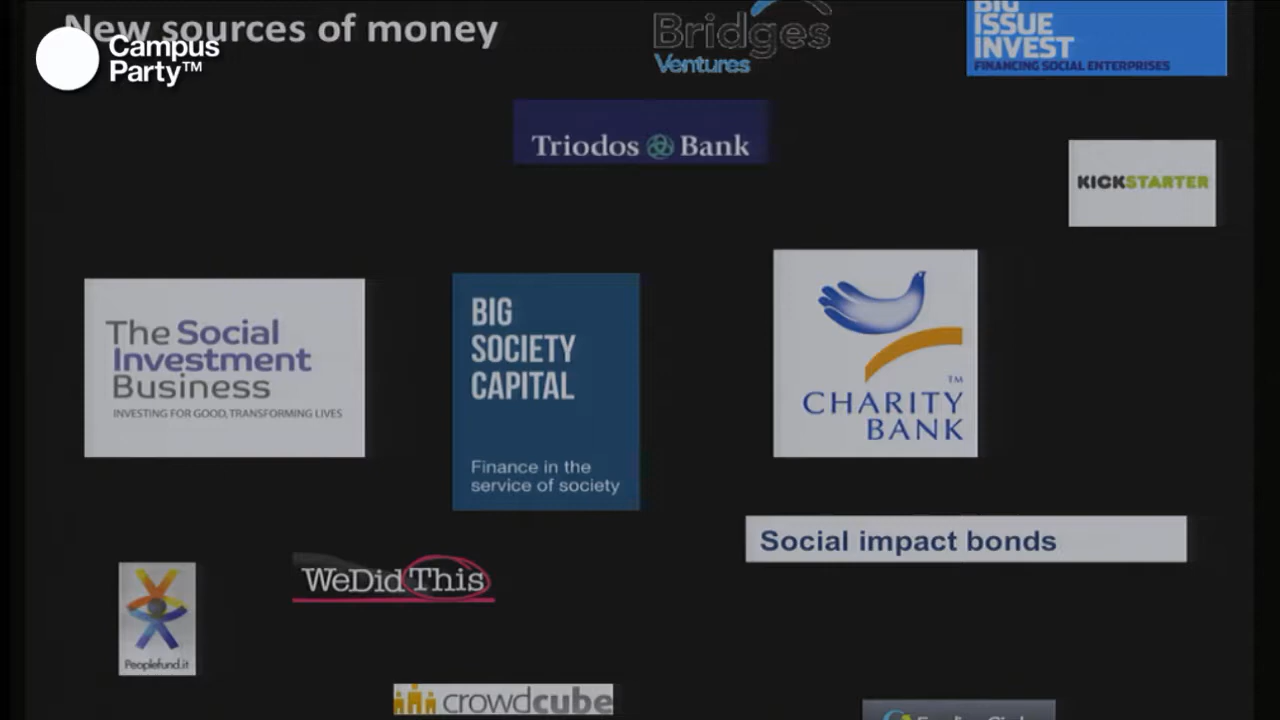 New sources of money
Campus
Party™
Bridges
Ventures
BIG
ISSUE
INVEST
FINANCING SOCIAL ENTERPRISES
Triodos Bank
KICKSTARTER
The Social
Investment
Business
INVESTING FOR GOOD, TRANSFORMING LIVES
BIG
SOCIETY
CAPITAL
Finance in the
service of society
™
CHARITY
BANK
Social impact bonds
WeDidThis
Peoplefund.it
crowdcube